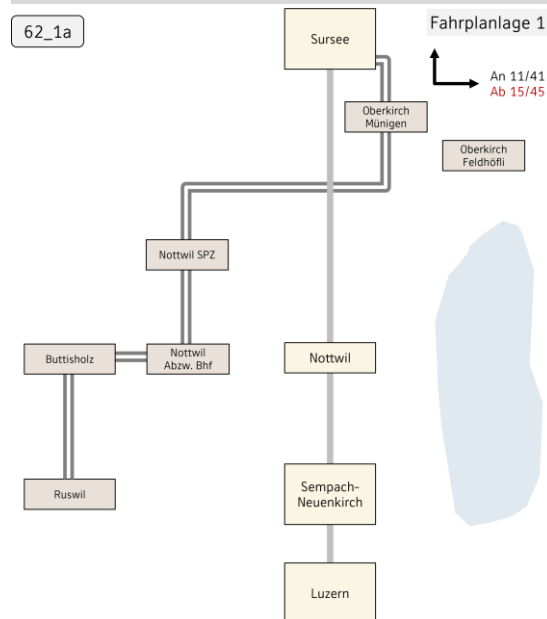 62_1a
Sursee
Fahrplanlage 1
An 11/41
Ab 15/45
Oberkirch
Münigen
Oberkirch
Feldhöfli
Nottwil SPZ
Buttisholz
Nottwil
Abzw. Bhf
Nottwil
Ruswil
Sempach-
Neuenkirch
Luzern